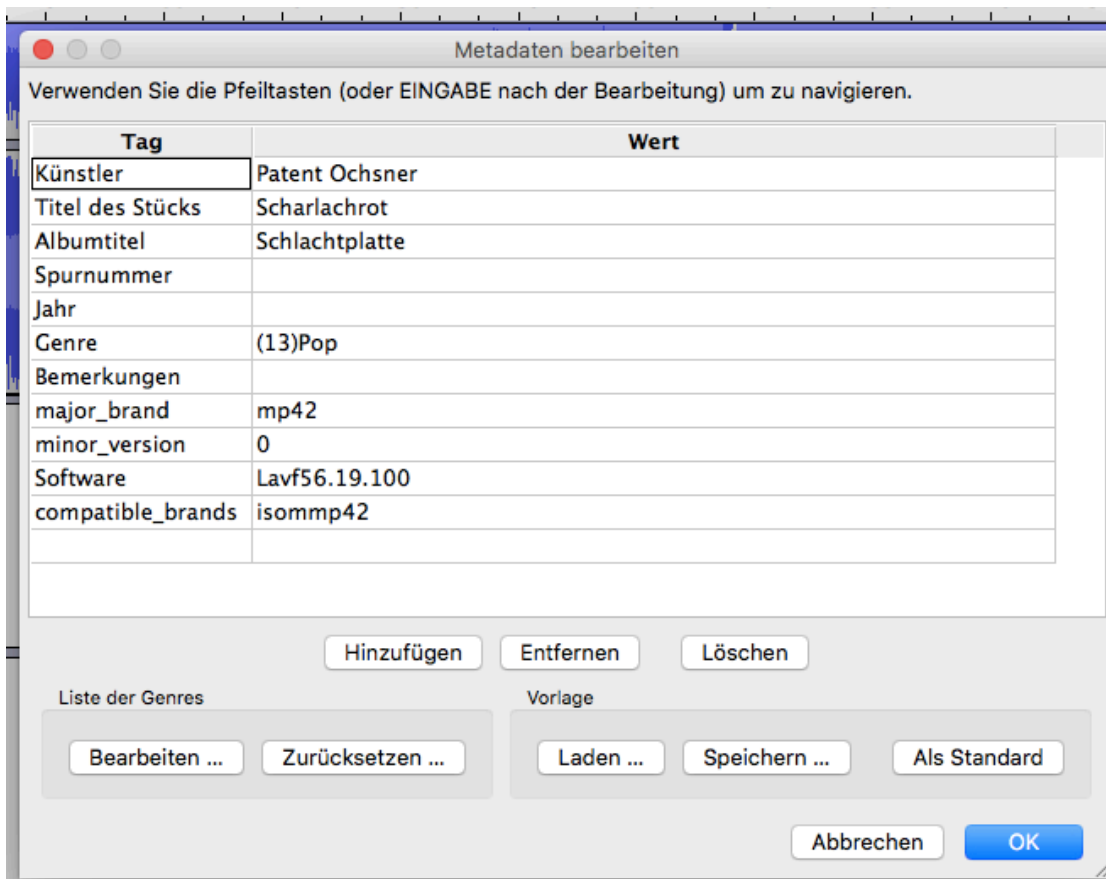 Metadaten bearbeiten
Verwenden Sie die Pfeiltasten (oder EINGABE nach der Bearbeitung) um zu navigieren.
Tag Wert
Künstler Patent Ochsner
Titel des Stücks Scharlachrot
Albumtitel Schlachtplatte
Spurnummer
Jahr
Genre (13)Pop
Bemerkungen
major_brand mp42
minor_version 0
Software Lavf56.19.100
compatible_brands isommp42
Hinzufügen Entfernen Löschen
Liste der Genres Vorlage
Bearbeiten ... Zurücksetzen ... Laden ... Speichern ... Als Standard
Abbrechen OK